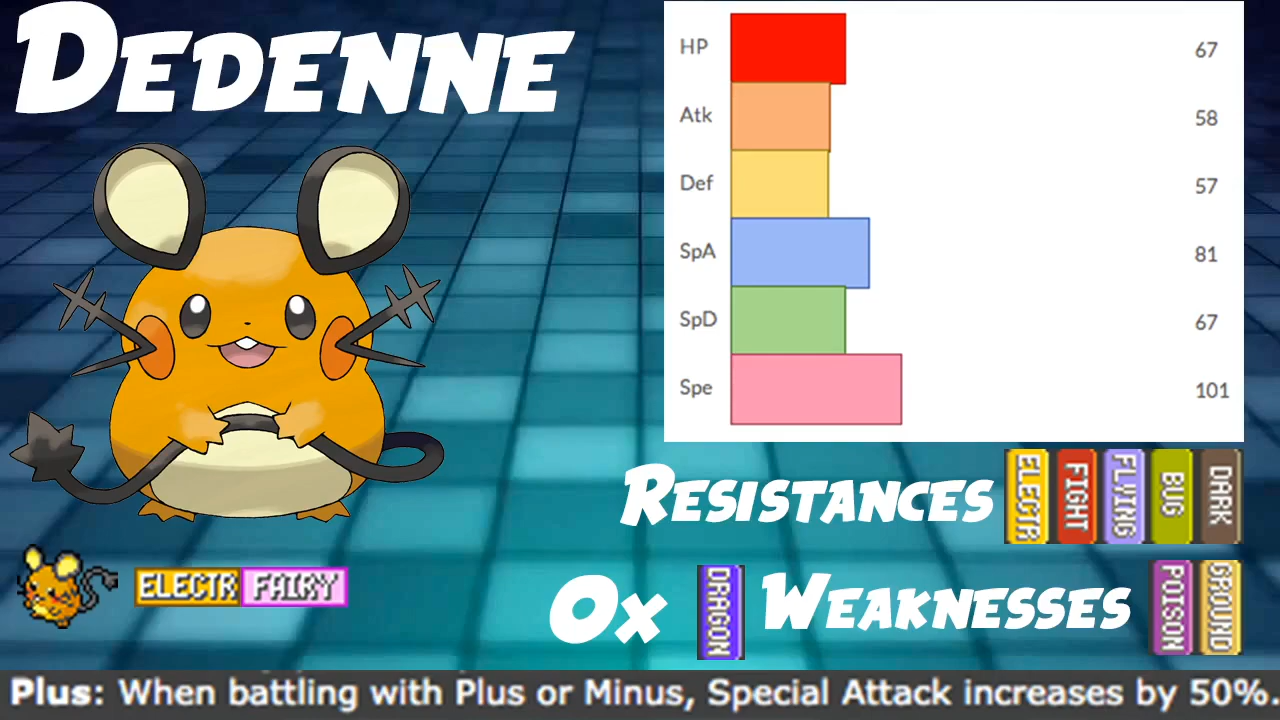 DEDENNE
HP 67
Atk 58
Def 57
SpA 81
SpD 67
Spe 101
RESISTANCES ELECTR FIGHT FLYING BUG DARK
ELECTR FAIRY
0X DRAGON WEAKNESSES POISON GROUND
Plus: When battling with Plus or Minus, Special Attack increases by 50%.